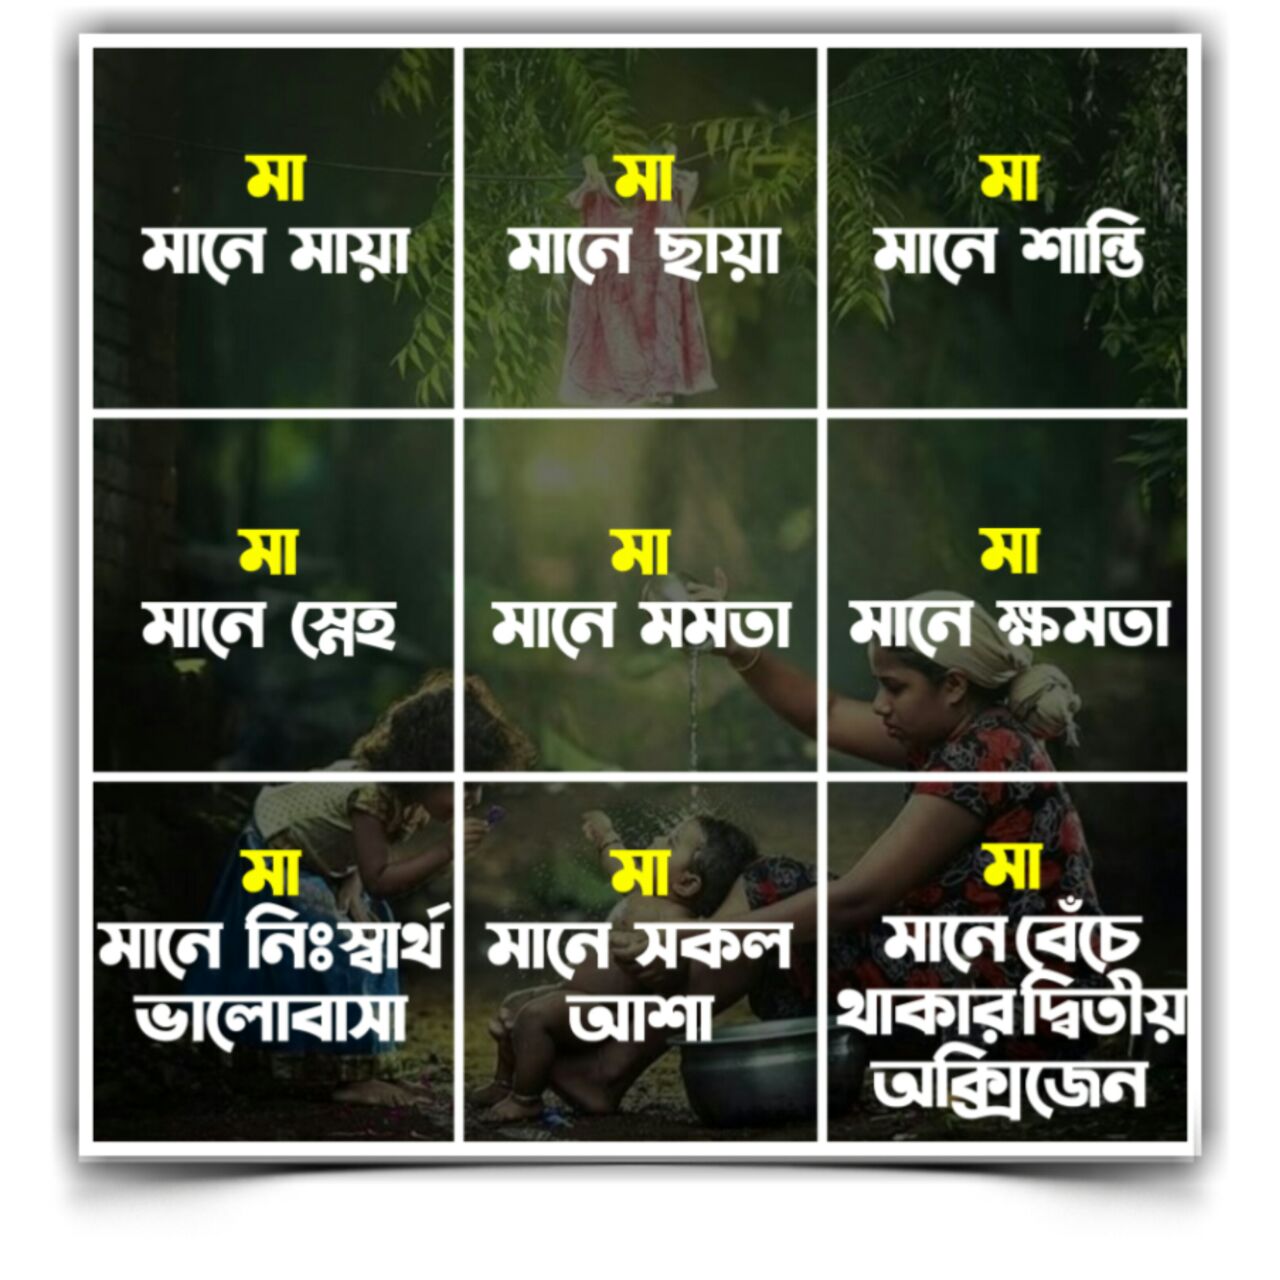 মা
মানে মায়া
মা
মানে ছায়া
মা
মানে শান্তি
মা
মানে স্নেহ
মা
মানে মমতা
মা
মানে ক্ষমতা
মা
মানে নিঃস্বার্থ
ভালোবাসা
মা
মানে সকল
আশা
মা
মানে বেঁচে
থাকার দ্বিতীয়
অক্সিজেন